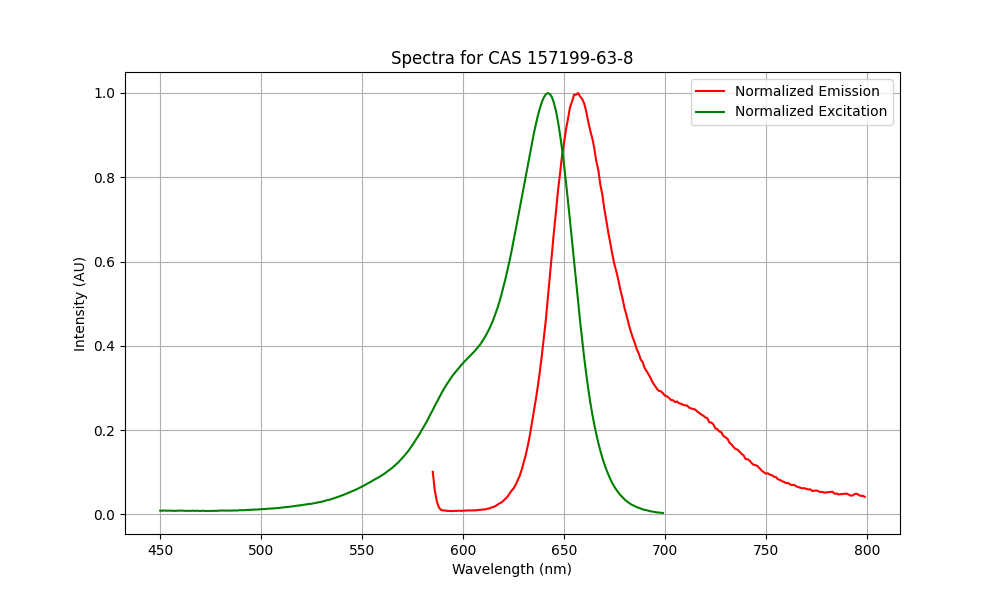 Spectra for CAS 157199-63-8
Normalized Emission
Normalized Excitation
1.0
0.8
0.6
0.4
0.2
0.0
Intensity (AU)
450 500 550 600 650 700 750 800
Wavelength (nm)